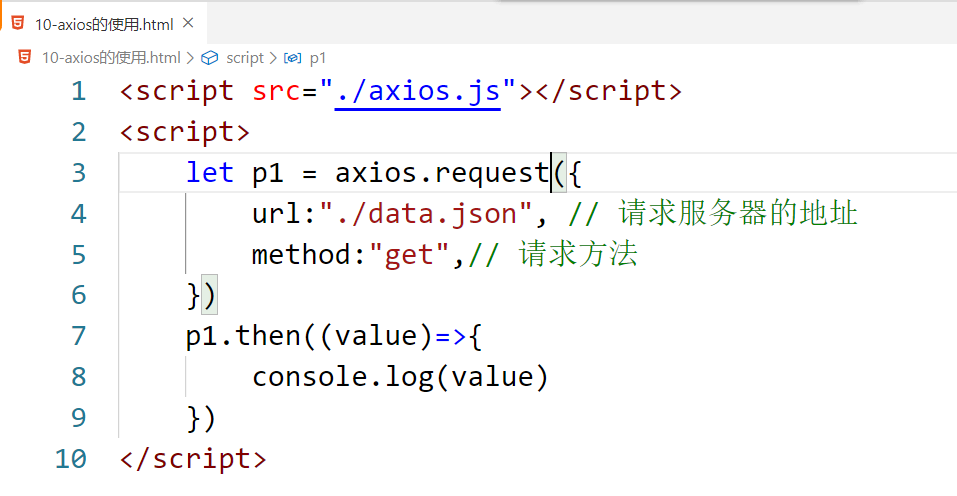 10-axios的使用.html
10-axios的使用.html > script > p1
1 <script src="./axios.js"></script>
2 <script>
3 let p1 = axios.request({
4 url:"./data.json", // 请求服务器的地址
5 method:"get",// 请求方法
6 })
7 p1.then((value)=>{
8 console.log(value)
9 })
10 </script>